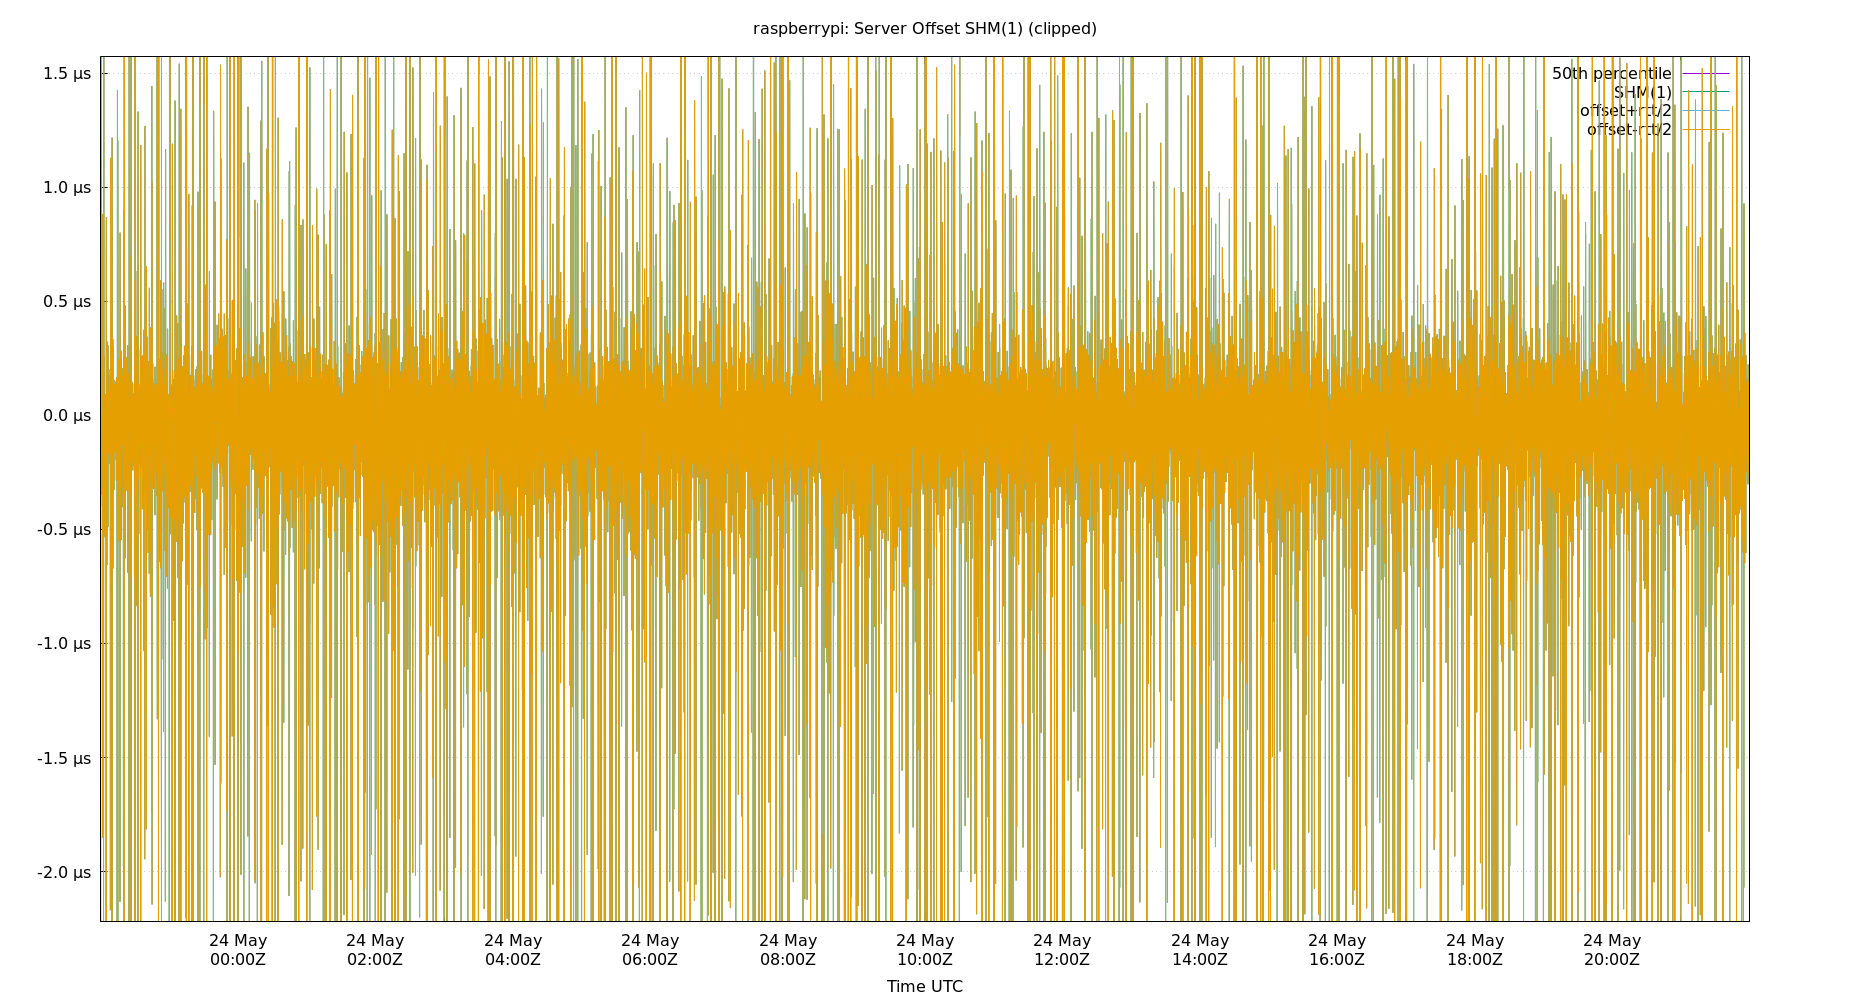 raspberrypi: Server Offset SHM(1) (clipped)
1.5 µs
1.0 µs
0.5 µs
0.0 µs
-0.5 µs
-1.0 µs
-1.5 µs
-2.0 µs
50th percentile
SHM(1)
offset+rtt/2
offset-rtt/2
24 May 24 May 24 May 24 May 24 May 24 May 24 May 24 May 24 May 24 May 24 May
00:00Z 02:00Z 04:00Z 06:00Z 08:00Z 10:00Z 12:00Z 14:00Z 16:00Z 18:00Z 20:00Z
Time UTC